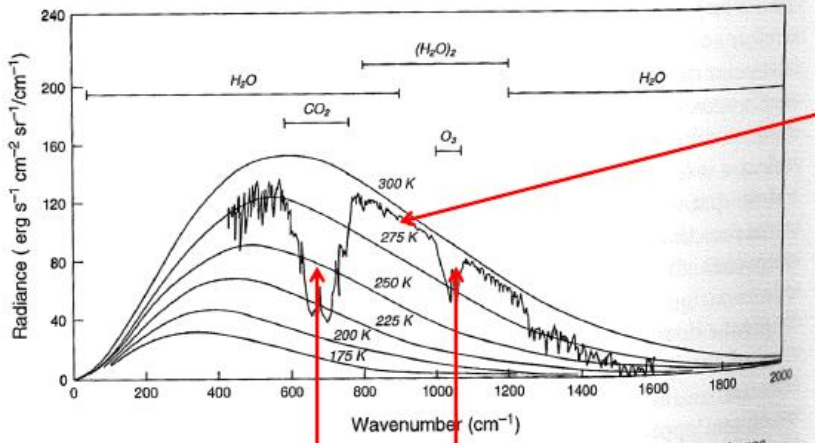 240
200
160
120
80
40
0
Radiance ( erg s⁻¹ cm⁻² sr⁻¹/cm⁻¹)
(H₂O)₂
H₂O
H₂O
CO₂
O₃
300 K
275 K
250 K
225 K
200 K
175 K
0
200
400
600
800
1000
1200
1400
1600
1800
2000
Wavenumber (cm⁻¹)